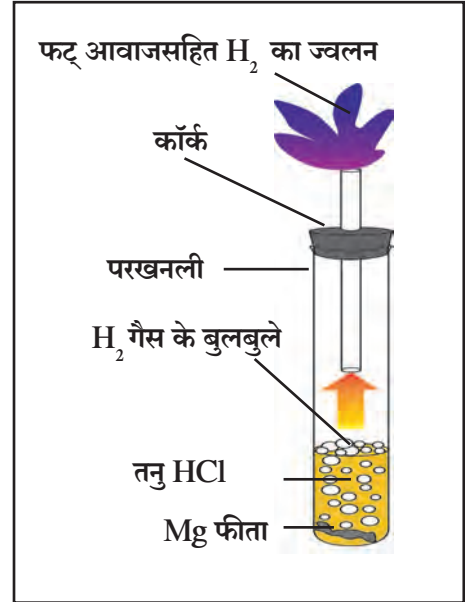 फट् आवाजसहित H₂ का ज्वलन
कॉर्क
परखनली
H₂ गैस के बुलबुले
तनु HCl
Mg फीता